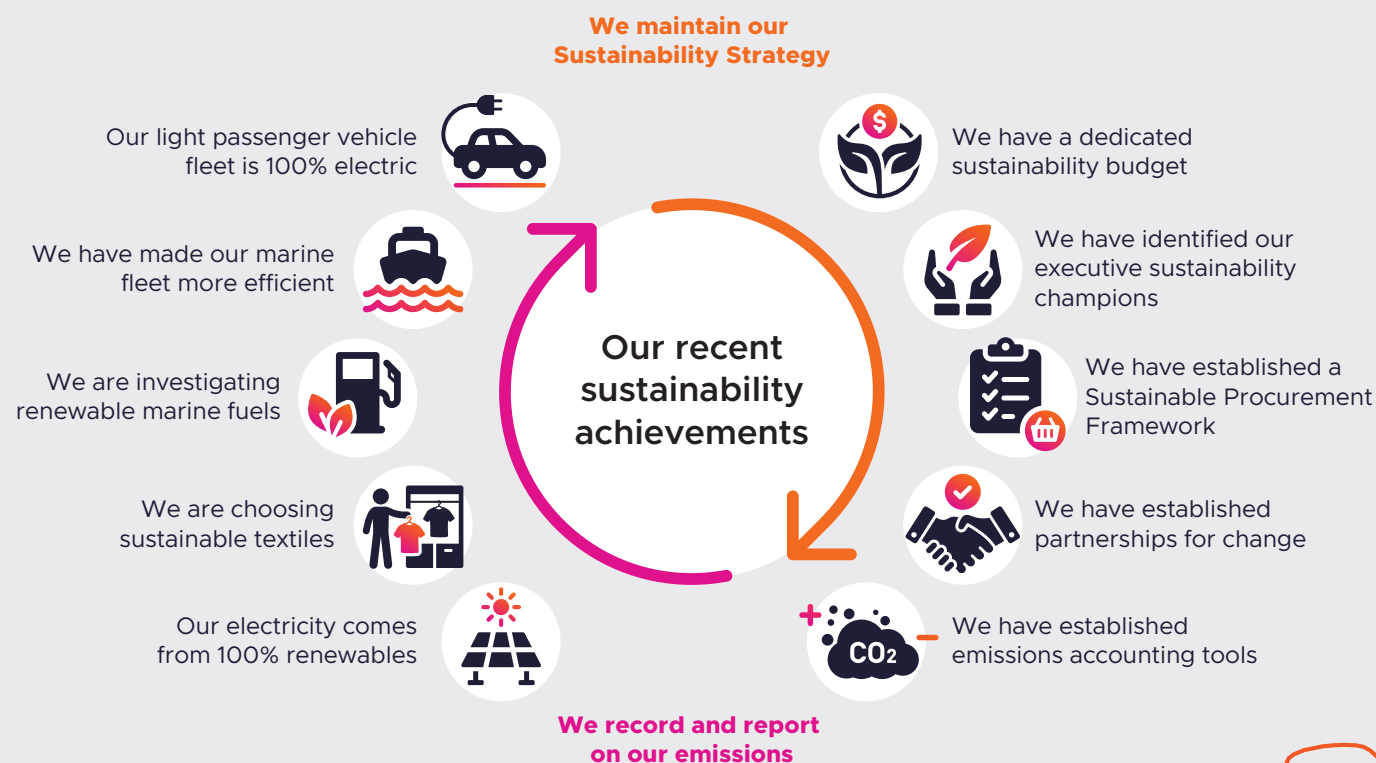 We maintain our
Sustainability Strategy
Our light passenger vehicle
fleet is 100% electric
We have made our marine
fleet more efficient
We are investigating
renewable marine fuels
We are choosing
sustainable textiles
Our electricity comes
from 100% renewables
Our recent
sustainability
achievements
$
We have a dedicated
sustainability budget
We have identified our
executive sustainability
champions
We have established a
Sustainable Procurement
Framework
We have established
partnerships for change
CO₂
We have established
emissions accounting tools
We record and report
on our emissions